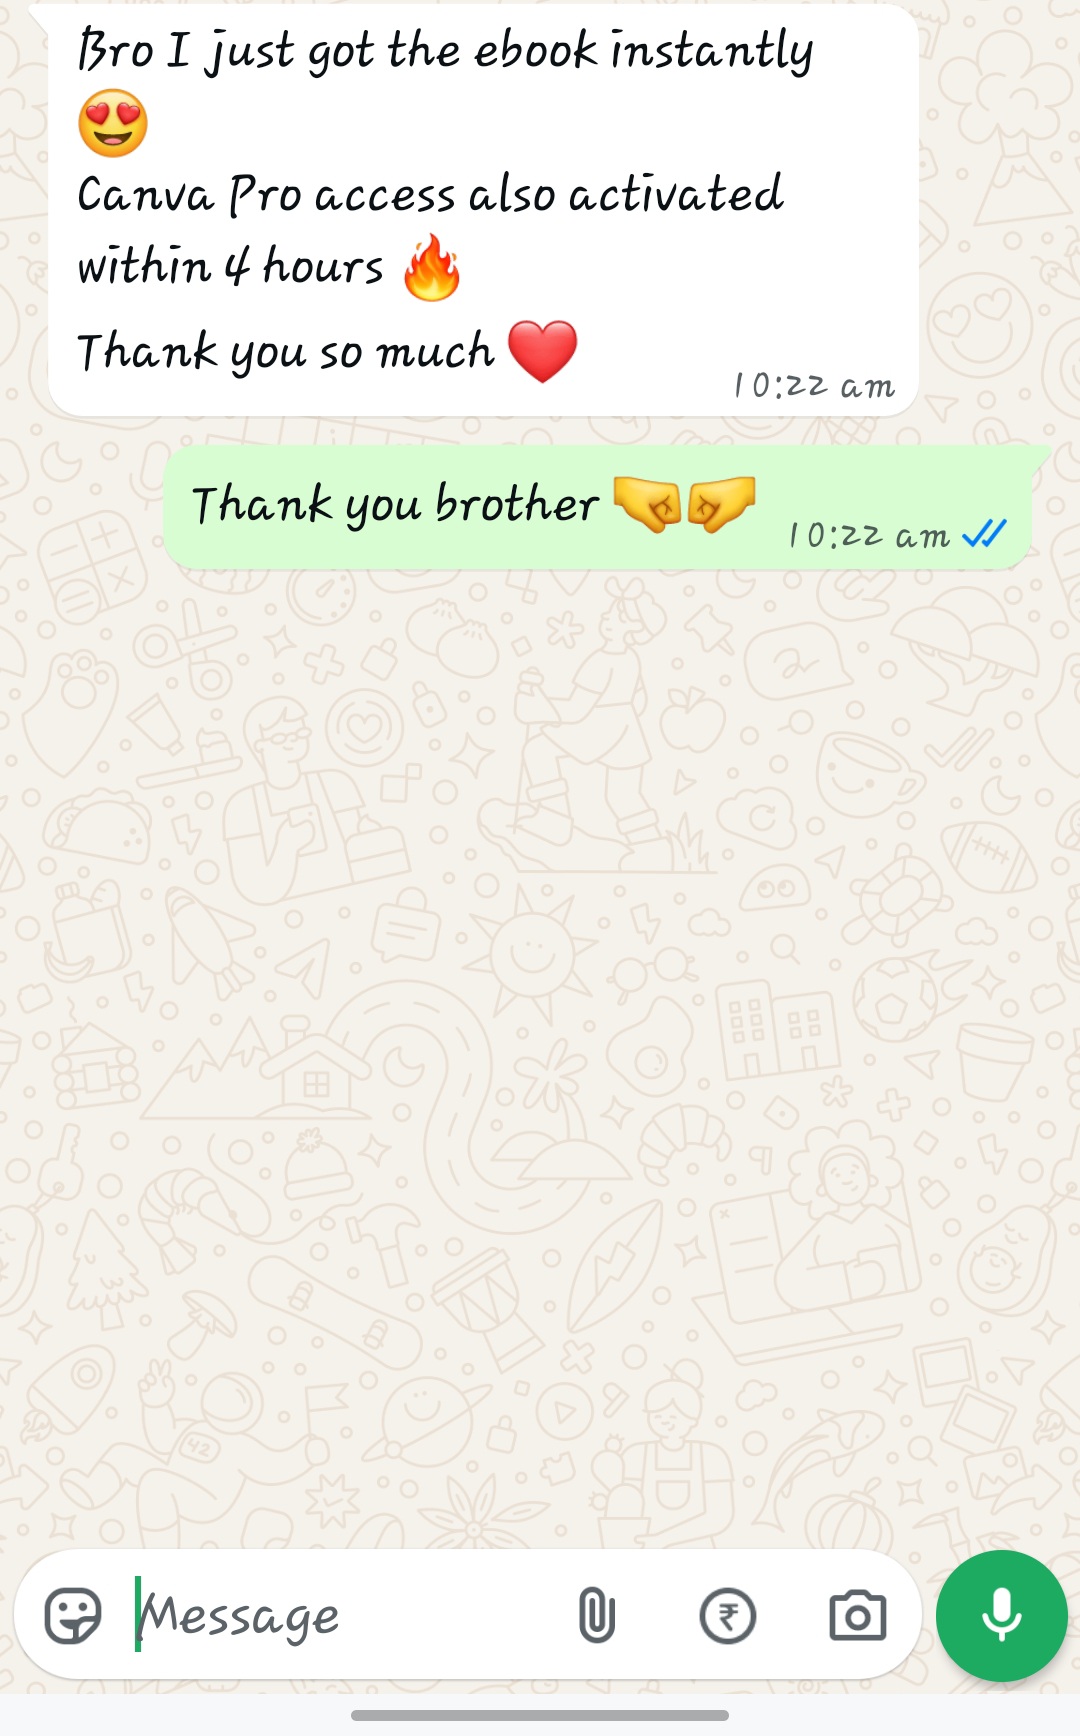 Bro I just got the ebook instantly
😍
Canva Pro access also activated
within 4 hours 🔥
Thank you so much ❤️
10:22 am
Thank you brother 🤜🤛
10:22 am
Message